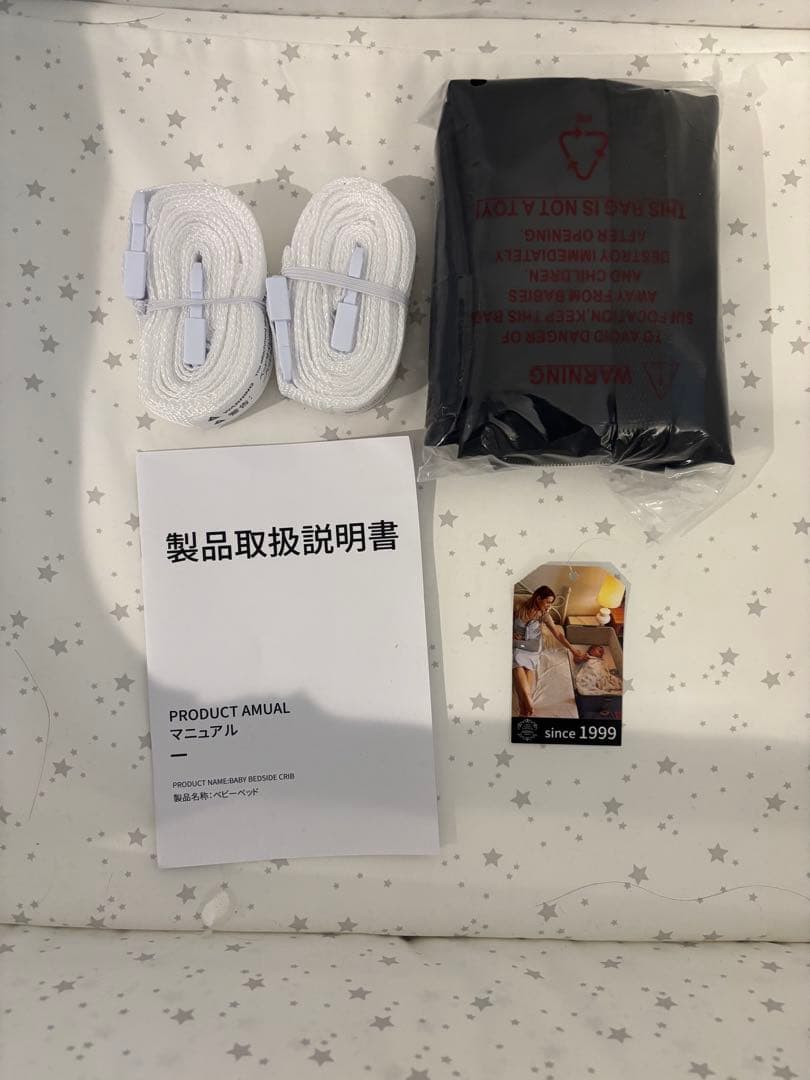 WARNING
TO AVOID DANGER OF
SUFFOCATION,KEEP THIS BAG
AWAY FROM BABIES
AND CHILDREN.
DESTROY IMMEDIATELY
AFTER OPENING.
THIS BAG IS NOT A TOY!
製品取扱説明書
PRODUCT AMUAL
マニュアル
PRODUCT NAME:BABY BEDSIDE CRIB
製品名称:ベビーベッド
since 1999